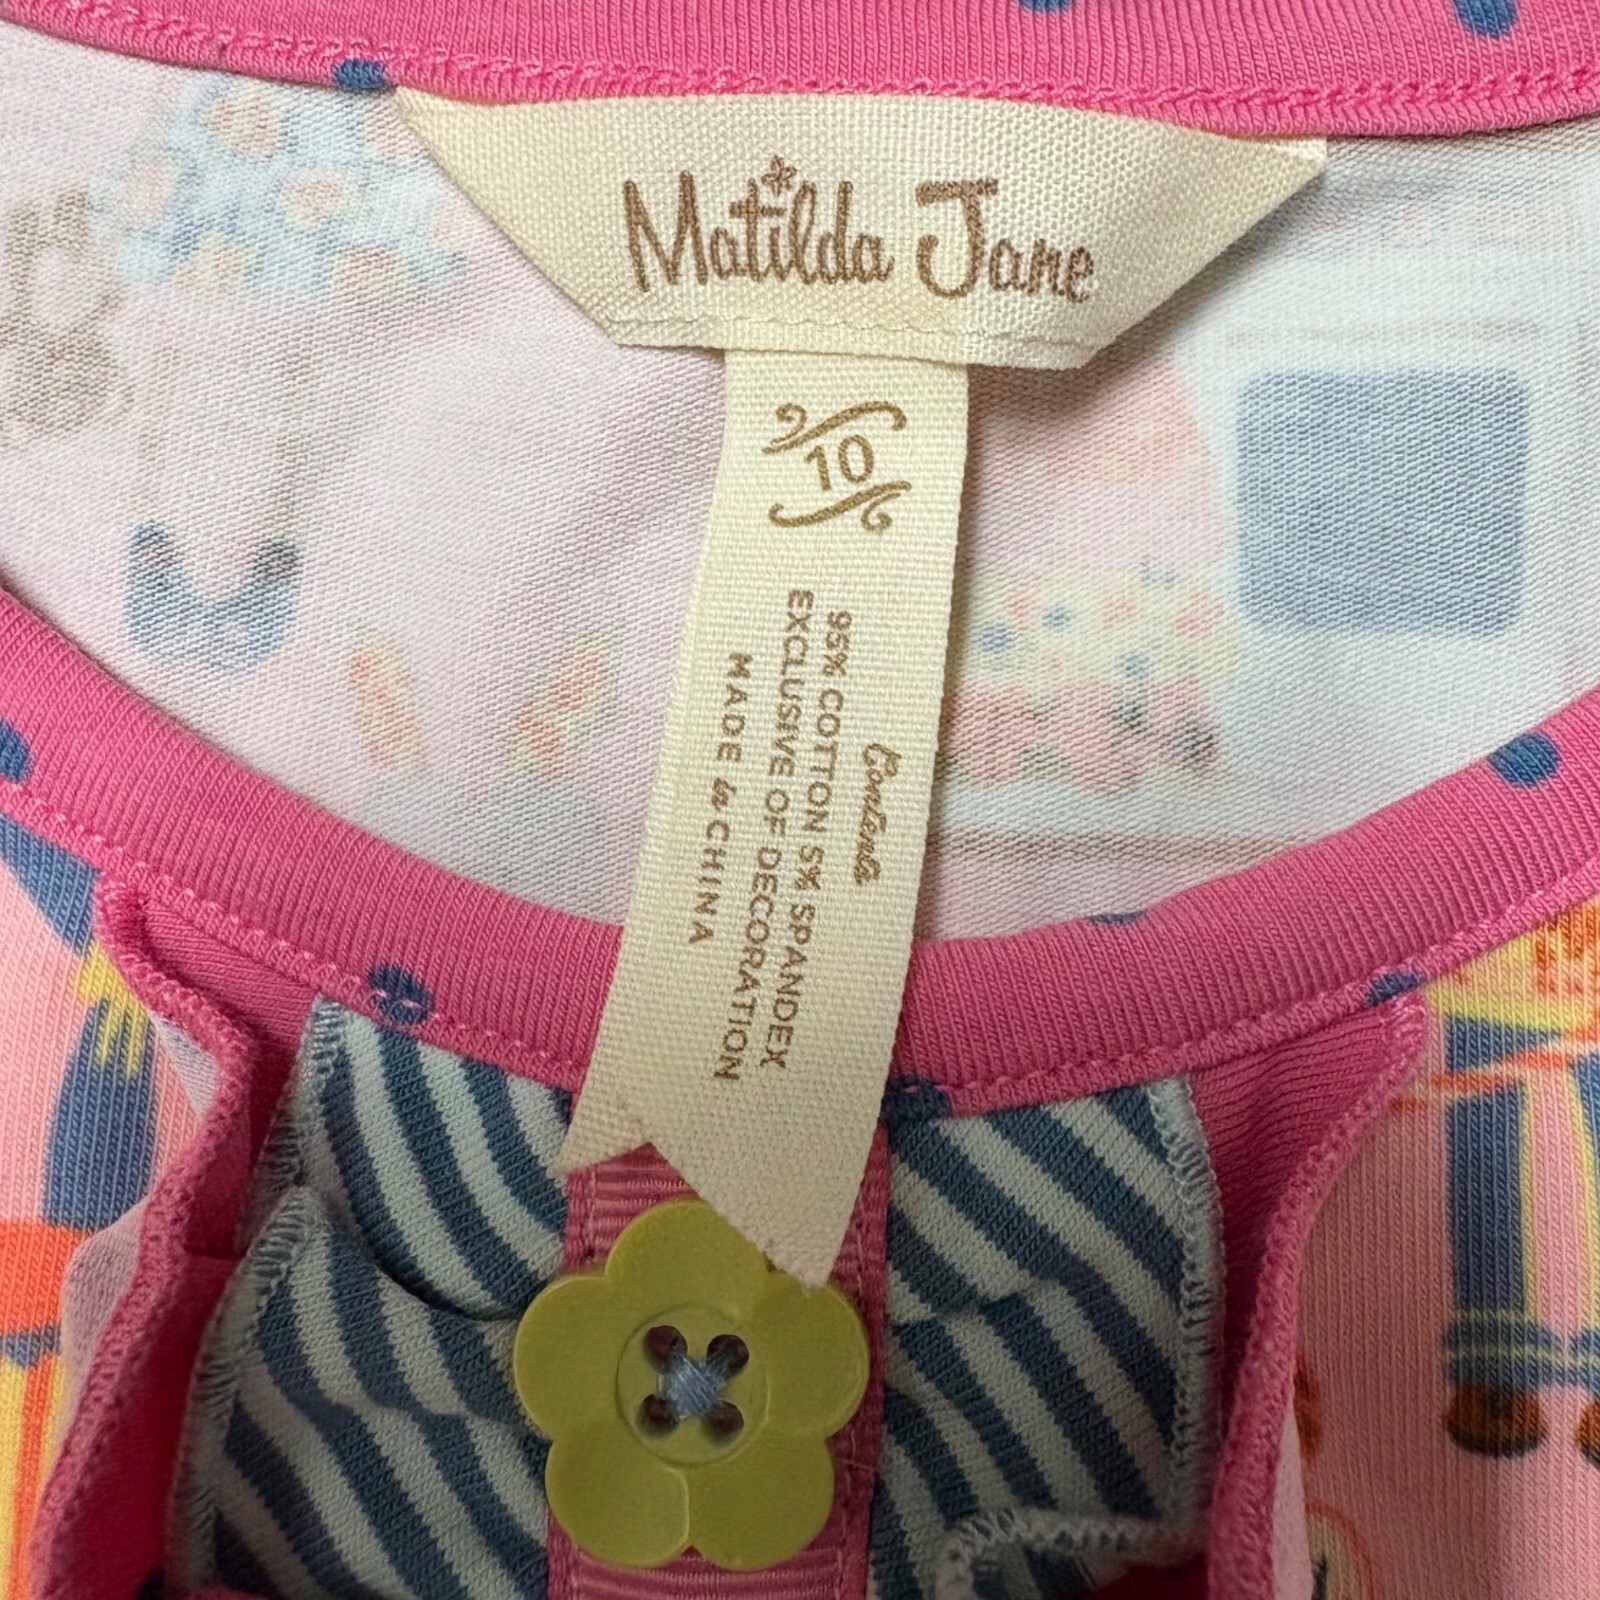 Matilda Jane
10
Contents
95% COTTON 5% SPANDEX
EXCLUSIVE OF DECORATION
MADE in CHINA